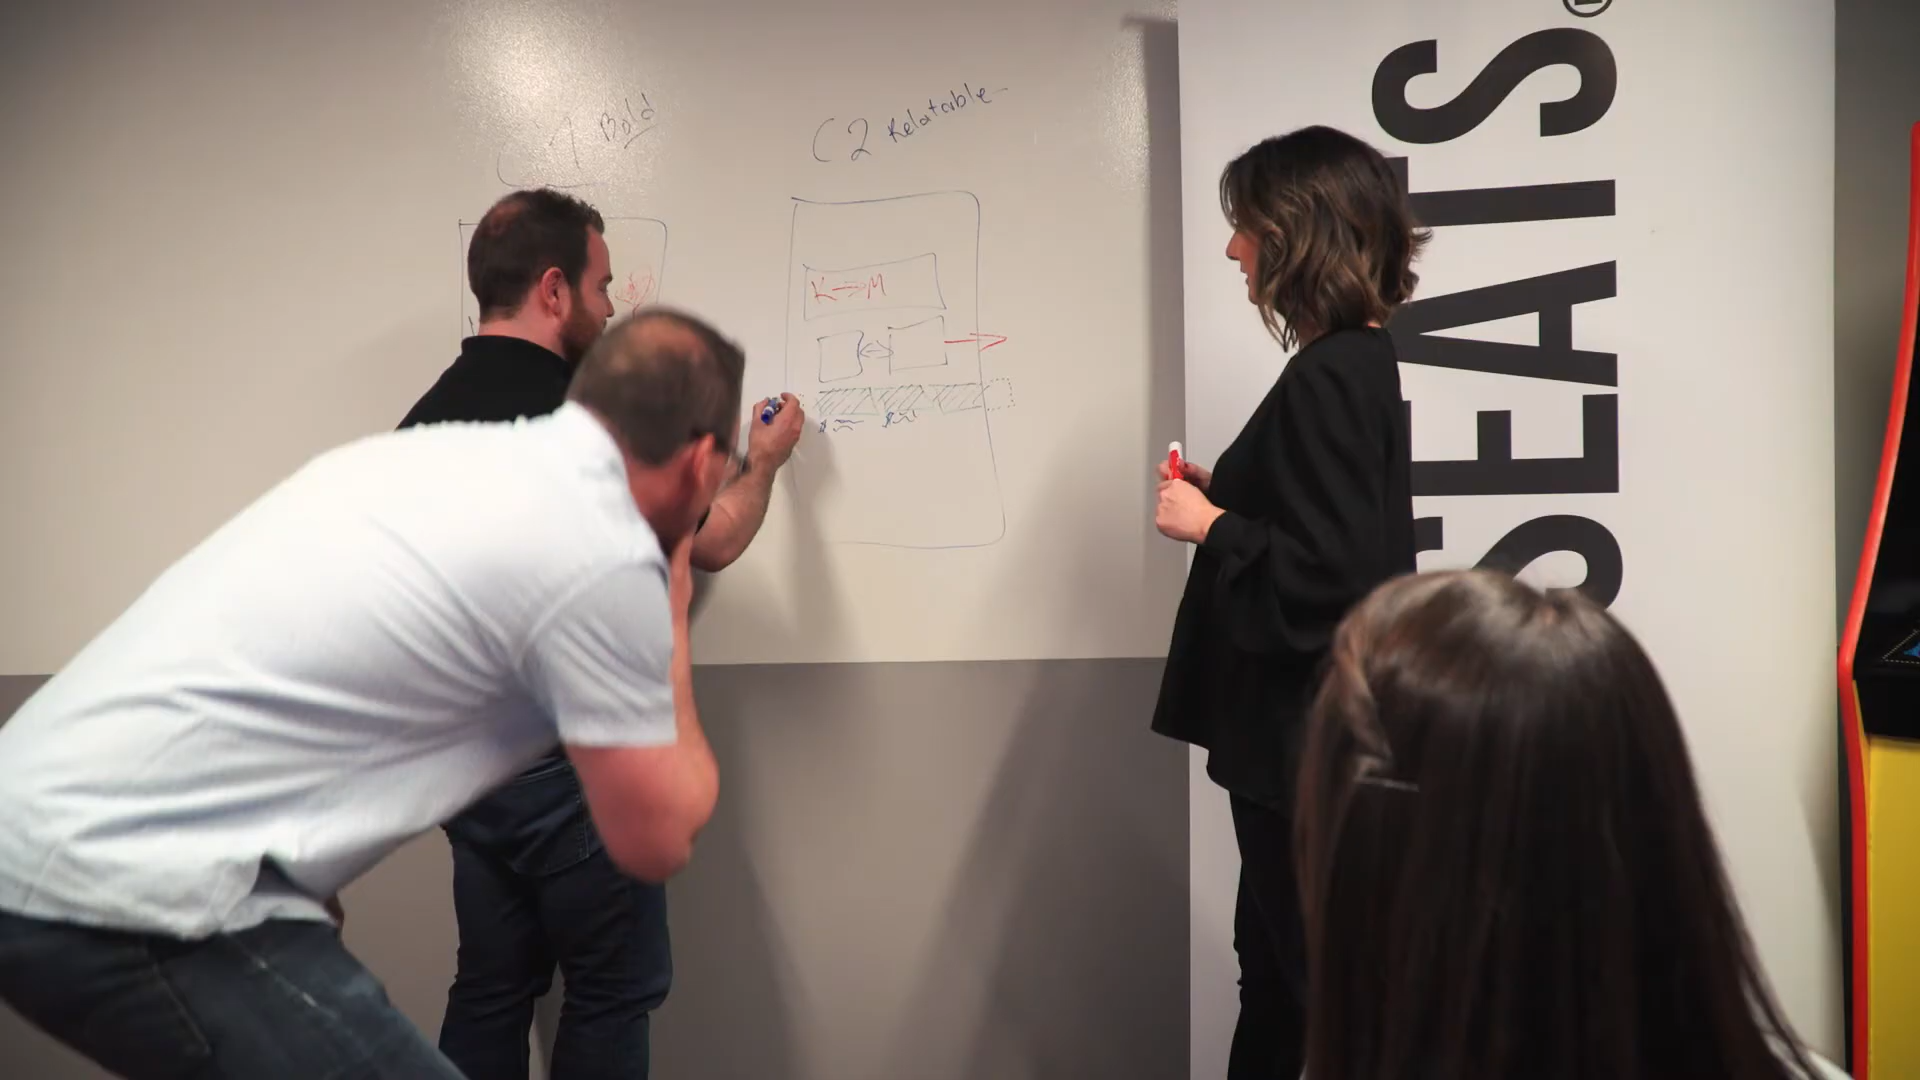 C1 Bold
C2 Relatable
K → M
SEATS®